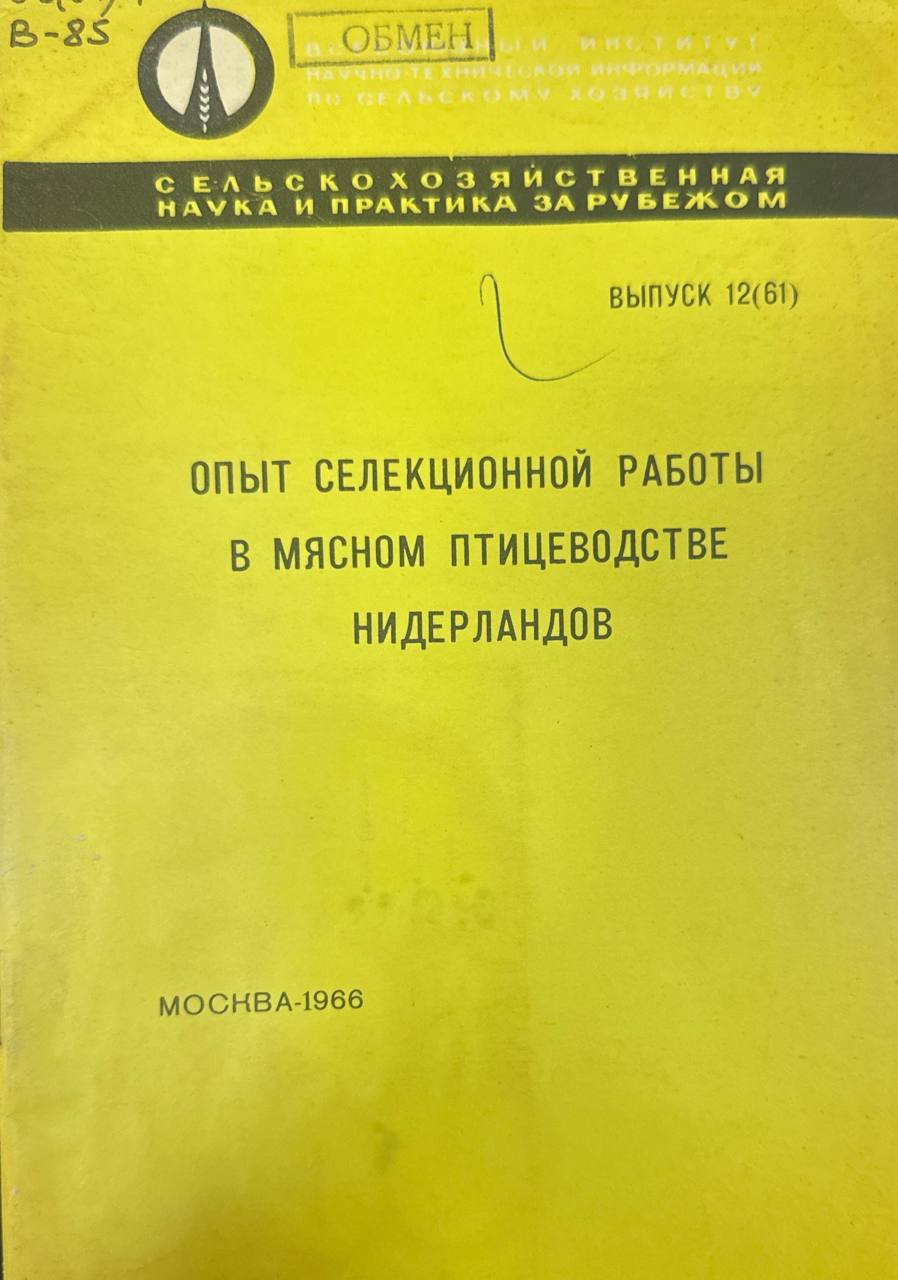 В-85
ОБМЕН
ИНСТИТУТ
НАУЧНО-ТЕХНИЧЕСКОЙ ИНФОРМАЦИИ
ПО СЕЛЬСКОМУ ХОЗЯЙСТВУ
СЕЛЬСКОХОЗЯЙСТВЕННАЯ
НАУКА И ПРАКТИКА ЗА РУБЕЖОМ
ВЫПУСК 12(61)
ОПЫТ СЕЛЕКЦИОННОЙ РАБОТЫ
В МЯСНОМ ПТИЦЕВОДСТВЕ
НИДЕРЛАНДОВ
МОСКВА-1966